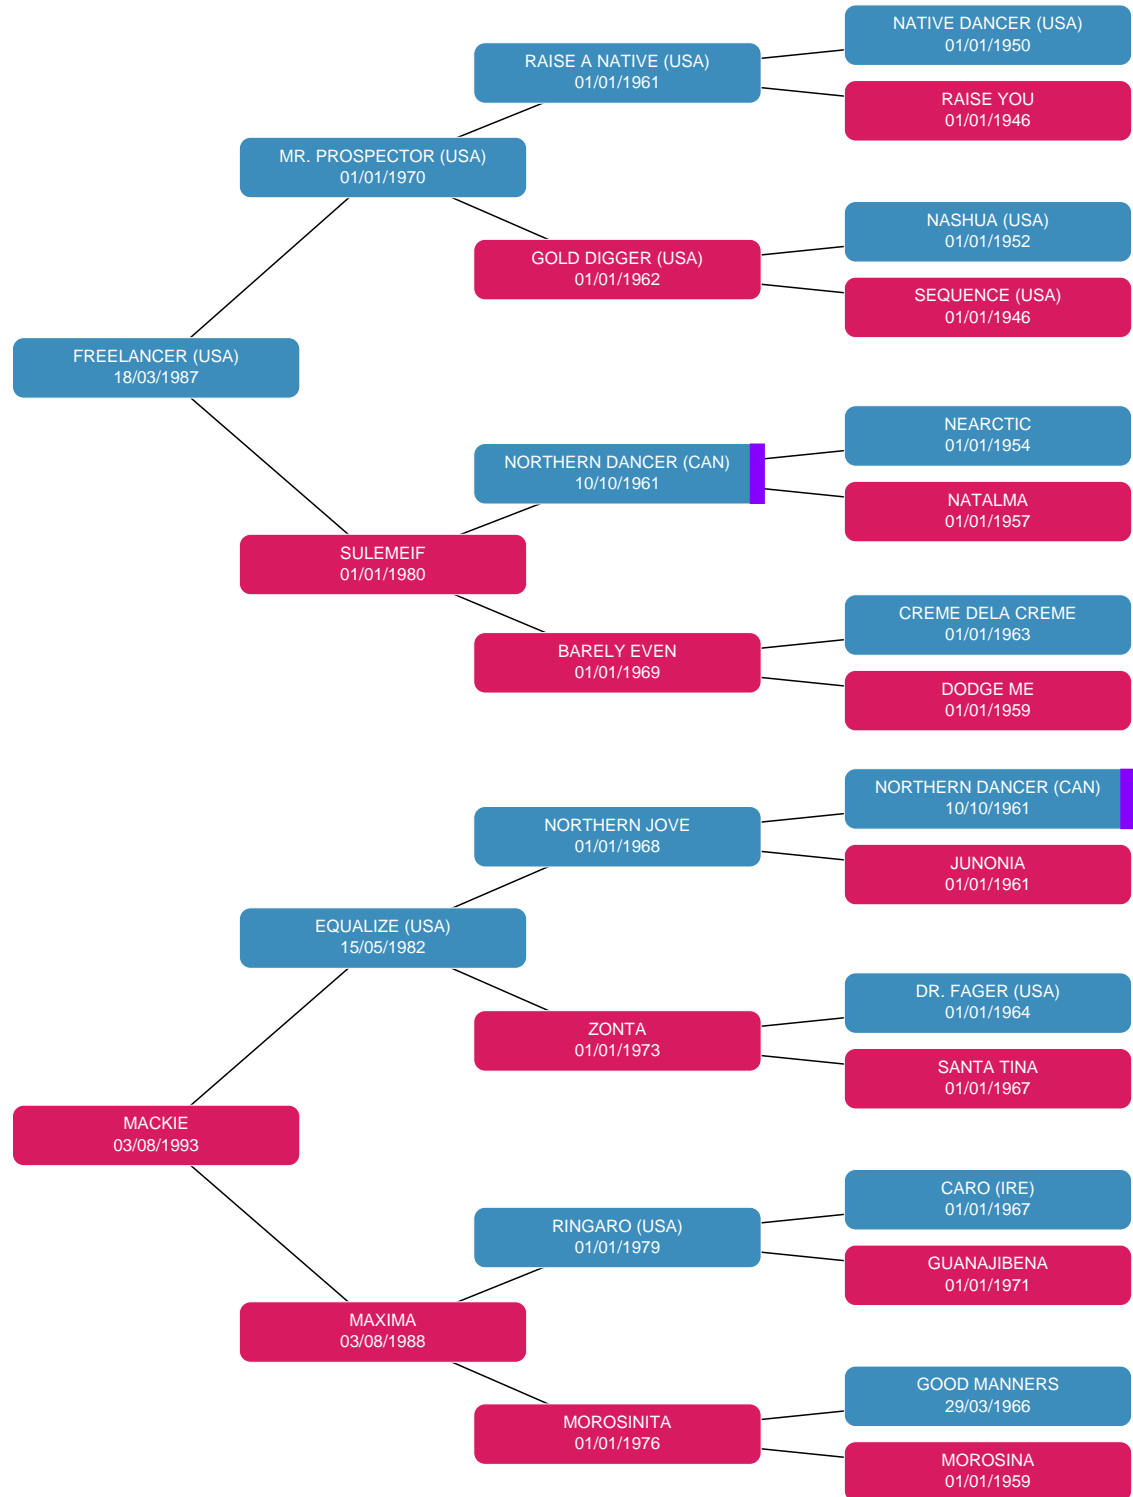 NATIVE DANCER (USA)
01/01/1950
RAISE A NATIVE (USA)
01/01/1961
RAISE YOU
01/01/1946
MR. PROSPECTOR (USA)
01/01/1970
NASHUA (USA)
01/01/1952
GOLD DIGGER (USA)
01/01/1962
SEQUENCE (USA)
01/01/1946
FREELANCER (USA)
18/03/1987
NEARCTIC
01/01/1954
NORTHERN DANCER (CAN)
10/10/1961
NATALMA
01/01/1957
SULEMEIF
01/01/1980
CREME DELA CREME
01/01/1963
BARELY EVEN
01/01/1969
DODGE ME
01/01/1959
NORTHERN DANCER (CAN)
10/10/1961
NORTHERN JOVE
01/01/1968
JUNONIA
01/01/1961
EQUALIZE (USA)
15/05/1982
DR. FAGER (USA)
01/01/1964
ZONTA
01/01/1973
SANTA TINA
01/01/1967
MACKIE
03/08/1993
CARO (IRE)
01/01/1967
RINGARO (USA)
01/01/1979
GUANAJIBENA
01/01/1971
MAXIMA
03/08/1988
GOOD MANNERS
29/03/1966
MOROSINITA
01/01/1976
MOROSINA
01/01/1959